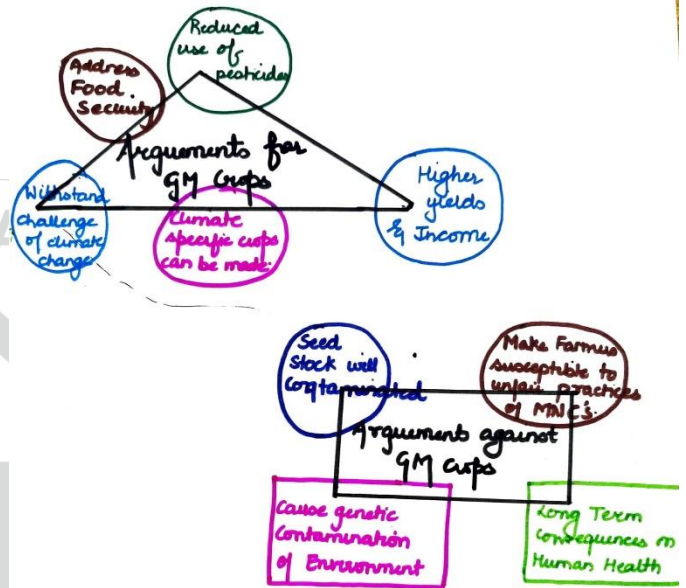 Reduced
use of
pesticides
Address
Food
Security
Arguements for
GM Crops
Withstand
challenge
of climate
change
Climate
specific crops
can be made.
Higher
yields
& Income
Seed
Stock will
contaminated
Make Farmers
susceptible to
unfair practices
of MNC's.
Arguements against
GM crops
Cause genetic
Contamination
of Environment
Long Term
Consequences on
Human Health